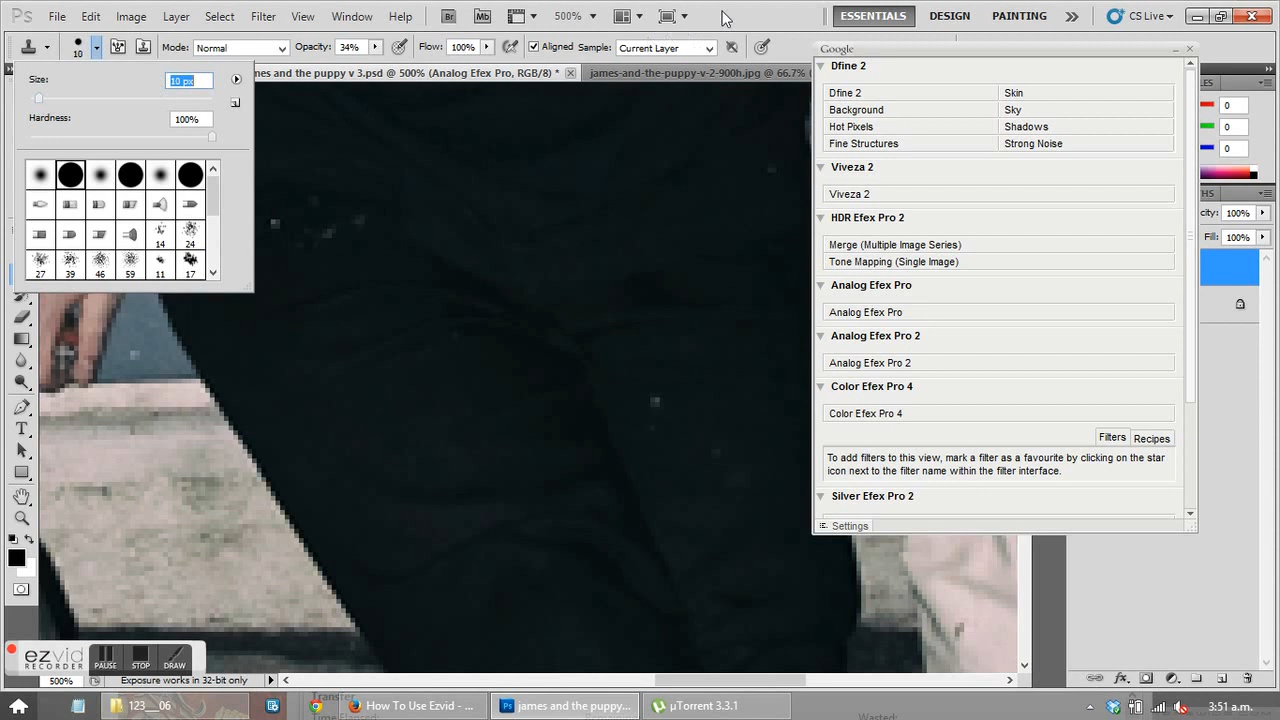 Ps File Edit Image Layer Select Filter View Window Help Br Mb ESSENTIALS DESIGN PAINTING CS Live
10 Mode: Normal Opacity: 34% Flow: 100% Aligned Sample: Current Layer
mes and the puppy v 3.psd @ 500% (Analog Efex Pro, RGB/8) * james-and-the-puppy-v-2-900h.jpg @ 66.7%
Size: 10 px
Hardness: 100%
14 24
27 39 46 59 11 17
Google
Dfine 2
Dfine 2 Skin
Background Sky
Hot Pixels Shadows
Fine Structures Strong Noise
Viveza 2
Viveza 2
HDR Efex Pro 2
Merge (Multiple Image Series)
Tone Mapping (Single Image)
Analog Efex Pro
Analog Efex Pro
Analog Efex Pro 2
Analog Efex Pro 2
Color Efex Pro 4
Color Efex Pro 4
Filters Recipes
To add filters to this view, mark a filter as a favourite by clicking on the star
icon next to the filter name within the filter interface.
Silver Efex Pro 2
Settings
LES
0
0
0
HS
city: 100%
Fill: 100%
T
fx
ezvid
RECORDER
PAUSE STOP DRAW
500% Exposure works in 32-bit only
123__06 How To Use Ezvid - ... Ps james and the puppy... µTorrent 3.3.1 3:51 a.m.